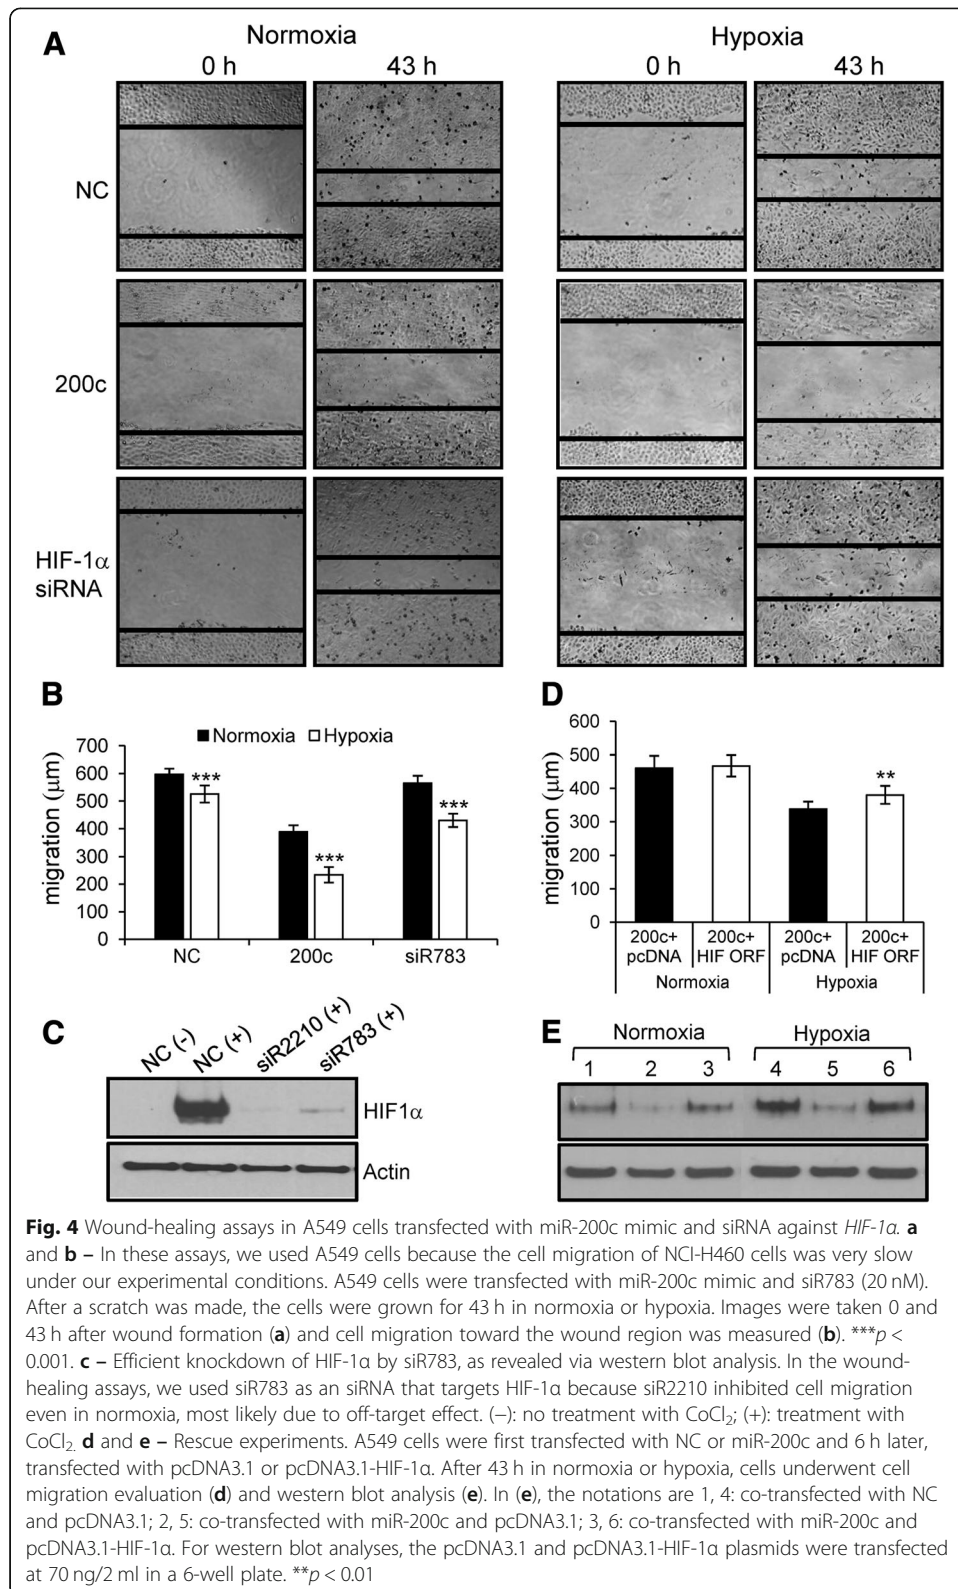 A
Normoxia
Hypoxia
0 h
43 h
0 h
43 h
NC
200c
HIF-1α
siRNA
B
Normoxia
Hypoxia
migration (μm)
700
600
500
400
300
200
100
0
***
***
***
NC
200c
siR783
D
migration (μm)
600
500
400
300
200
100
0
**
200c+
pcDNA
200c+
HIF ORF
200c+
pcDNA
200c+
HIF ORF
Normoxia
Hypoxia
C
NC (-)
NC (+)
siR2210 (+)
siR783 (+)
HIF1α
Actin
E
Normoxia
Hypoxia
1 2 3 4 5 6
Fig. 4 Wound-healing assays in A549 cells transfected with miR-200c mimic and siRNA against HIF-1α. a
and b – In these assays, we used A549 cells because the cell migration of NCI-H460 cells was very slow
under our experimental conditions. A549 cells were transfected with miR-200c mimic and siR783 (20 nM).
After a scratch was made, the cells were grown for 43 h in normoxia or hypoxia. Images were taken 0 and
43 h after wound formation (a) and cell migration toward the wound region was measured (b). ***p <
0.001. c – Efficient knockdown of HIF-1α by siR783, as revealed via western blot analysis. In the wound-
healing assays, we used siR783 as an siRNA that targets HIF-1α because siR2210 inhibited cell migration
even in normoxia, most likely due to off-target effect. (−): no treatment with CoCl₂; (+): treatment with
CoCl₂. d and e – Rescue experiments. A549 cells were first transfected with NC or miR-200c and 6 h later,
transfected with pcDNA3.1 or pcDNA3.1-HIF-1α. After 43 h in normoxia or hypoxia, cells underwent cell
migration evaluation (d) and western blot analysis (e). In (e), the notations are 1, 4: co-transfected with NC
and pcDNA3.1; 2, 5: co-transfected with miR-200c and pcDNA3.1; 3, 6: co-transfected with miR-200c and
pcDNA3.1-HIF-1α. For western blot analyses, the pcDNA3.1 and pcDNA3.1-HIF-1α plasmids were transfected
at 70 ng/2 ml in a 6-well plate. **p < 0.01